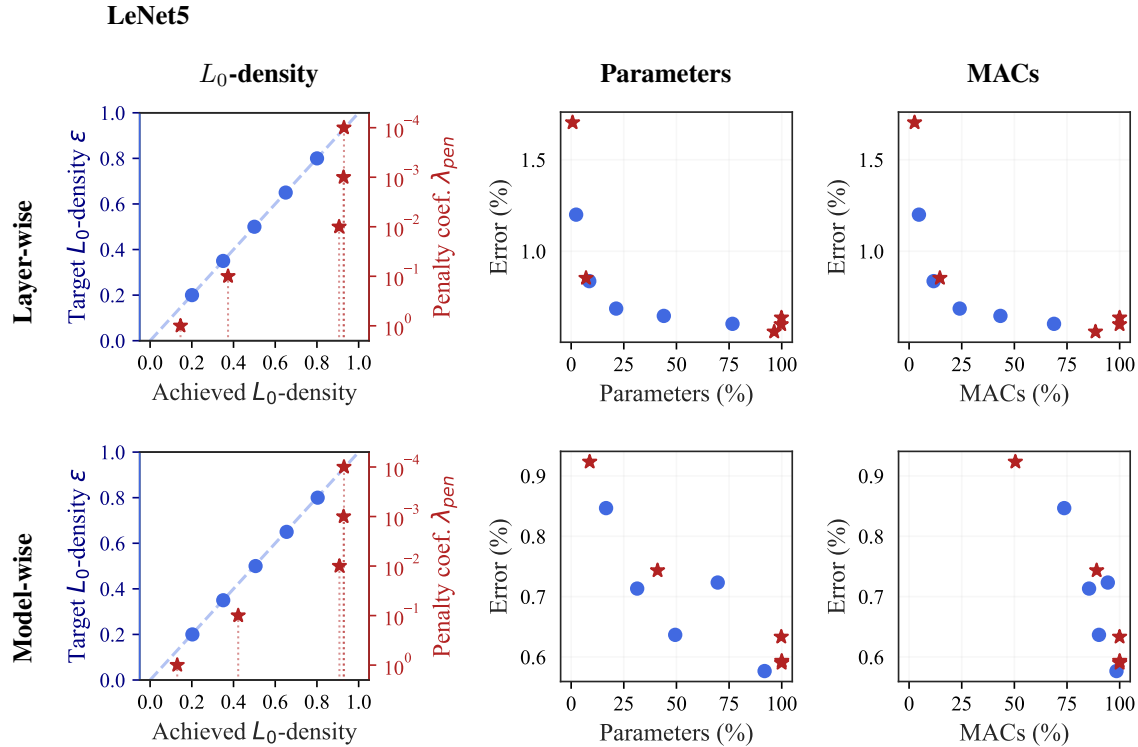 LeNet5
L₀-density
Parameters
MACs
Layer-wise
Target L₀-density ε
1.0
0.8
0.6
0.4
0.2
0.0
0.0 0.2 0.4 0.6 0.8 1.0
Achieved L₀-density
10⁻⁴
10⁻³
10⁻²
10⁻¹
10⁰
Penalty coef. λ_pen
Error (%)
1.5
1.0
0 25 50 75 100
Parameters (%)
Error (%)
1.5
1.0
0 25 50 75 100
MACs (%)
Model-wise
Target L₀-density ε
1.0
0.8
0.6
0.4
0.2
0.0
0.0 0.2 0.4 0.6 0.8 1.0
Achieved L₀-density
10⁻⁴
10⁻³
10⁻²
10⁻¹
10⁰
Penalty coef. λ_pen
Error (%)
0.9
0.8
0.7
0.6
0 25 50 75 100
Parameters (%)
Error (%)
0.9
0.8
0.7
0.6
0 25 50 75 100
MACs (%)